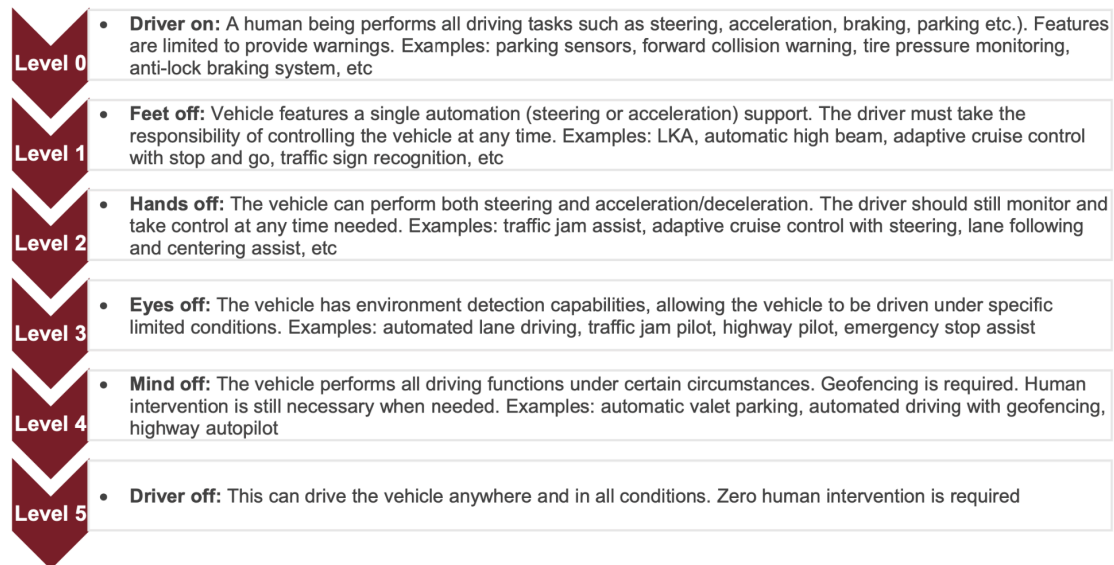 Level 0
• Driver on: A human being performs all driving tasks such as steering, acceleration, braking, parking etc.). Features
are limited to provide warnings. Examples: parking sensors, forward collision warning, tire pressure monitoring,
anti-lock braking system, etc
Level 1
• Feet off: Vehicle features a single automation (steering or acceleration) support. The driver must take the
responsibility of controlling the vehicle at any time. Examples: LKA, automatic high beam, adaptive cruise control
with stop and go, traffic sign recognition, etc
Level 2
• Hands off: The vehicle can perform both steering and acceleration/deceleration. The driver should still monitor and
take control at any time needed. Examples: traffic jam assist, adaptive cruise control with steering, lane following
and centering assist, etc
Level 3
• Eyes off: The vehicle has environment detection capabilities, allowing the vehicle to be driven under specific
limited conditions. Examples: automated lane driving, traffic jam pilot, highway pilot, emergency stop assist
Level 4
• Mind off: The vehicle performs all driving functions under certain circumstances. Geofencing is required. Human
intervention is still necessary when needed. Examples: automatic valet parking, automated driving with geofencing,
highway autopilot
Level 5
• Driver off: This can drive the vehicle anywhere and in all conditions. Zero human intervention is required